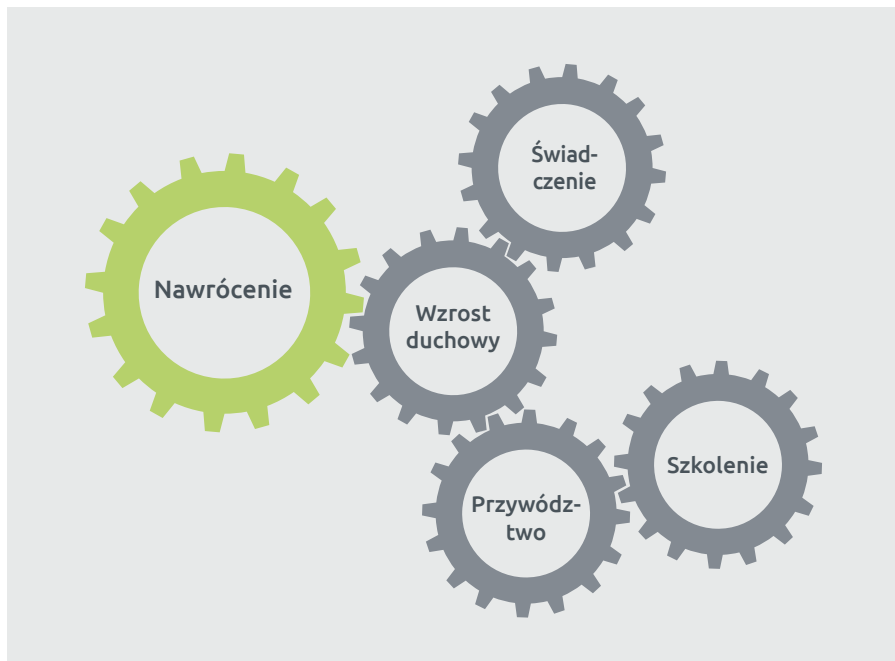 Świad-
czenie
Nawrócenie
Wzrost
duchowy
Szkolenie
Przywódz-
two